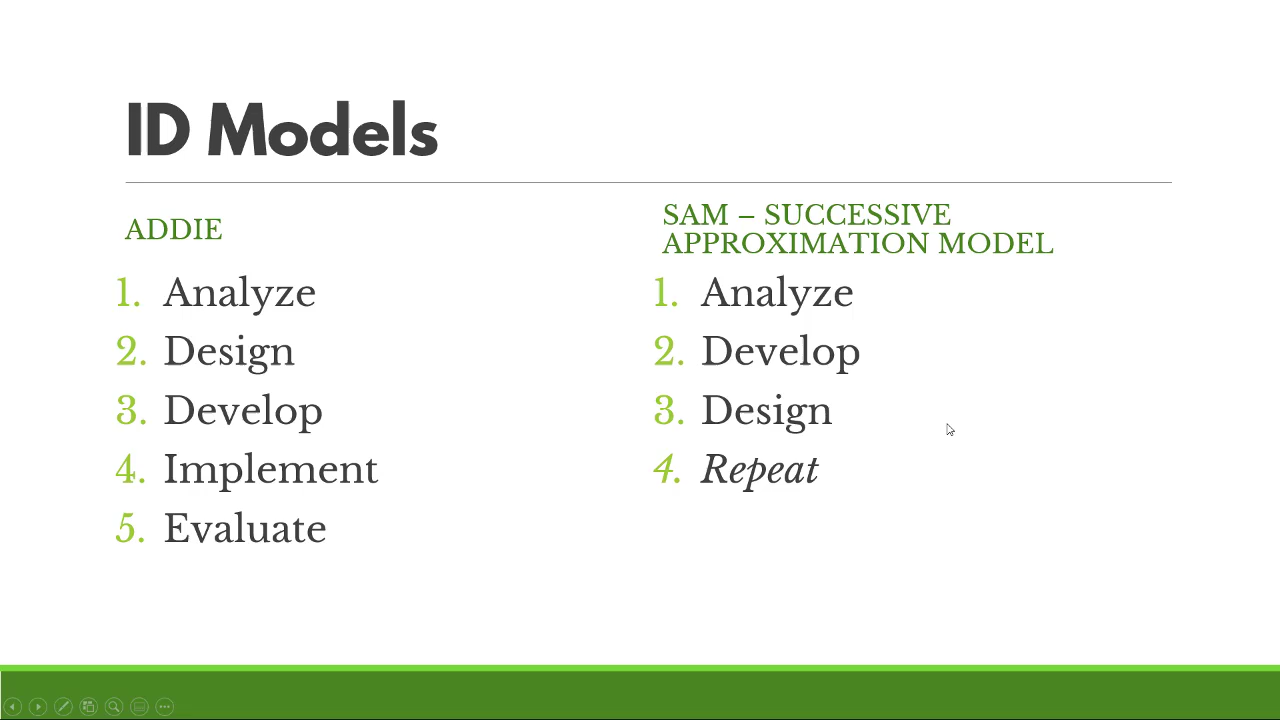 ID Models
ADDIE
1. Analyze
2. Design
3. Develop
4. Implement
5. Evaluate
SAM – SUCCESSIVE
APPROXIMATION MODEL
1. Analyze
2. Develop
3. Design
4. Repeat